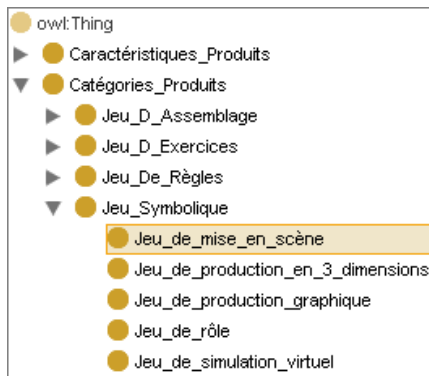 owl:Thing
Caractéristiques_Produits
Catégories_Produits
Jeu_D_Assemblage
Jeu_D_Exercices
Jeu_De_Règles
Jeu_Symbolique
Jeu_de_mise_en_scène
Jeu_de_production_en_3_dimensions
Jeu_de_production_graphique
Jeu_de_rôle
Jeu_de_simulation_virtuel